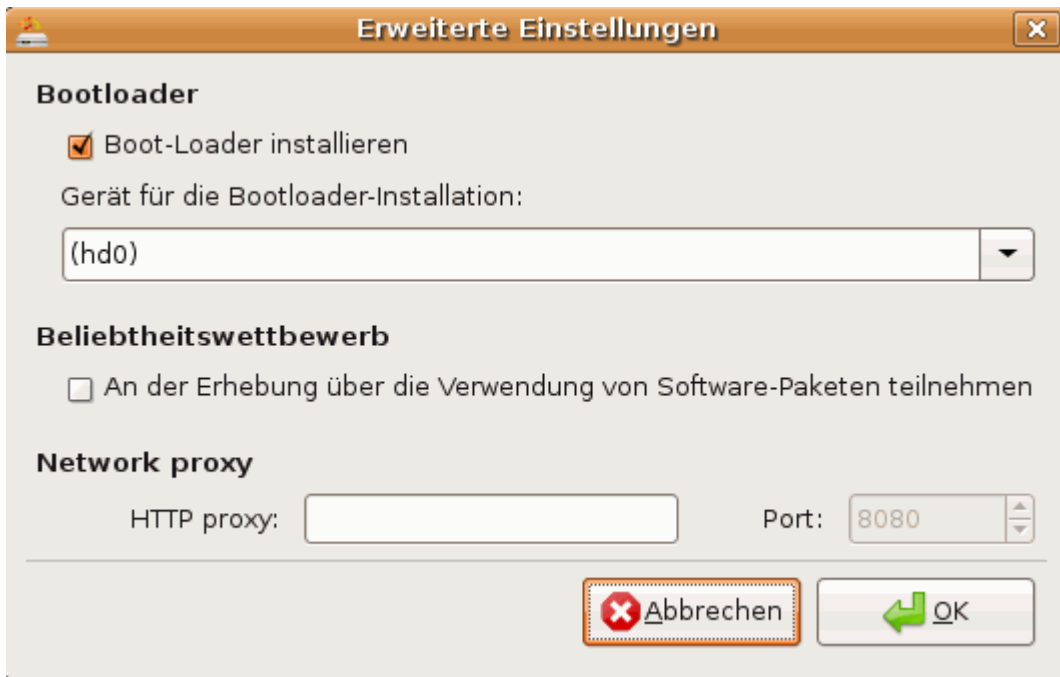 Erweiterte Einstellungen
Bootloader
Boot-Loader installieren
Gerät für die Bootloader-Installation:
(hd0)
Beliebtheitswettbewerb
An der Erhebung über die Verwendung von Software-Paketen teilnehmen
Network proxy
HTTP proxy: Port: 8080
Abbrechen OK